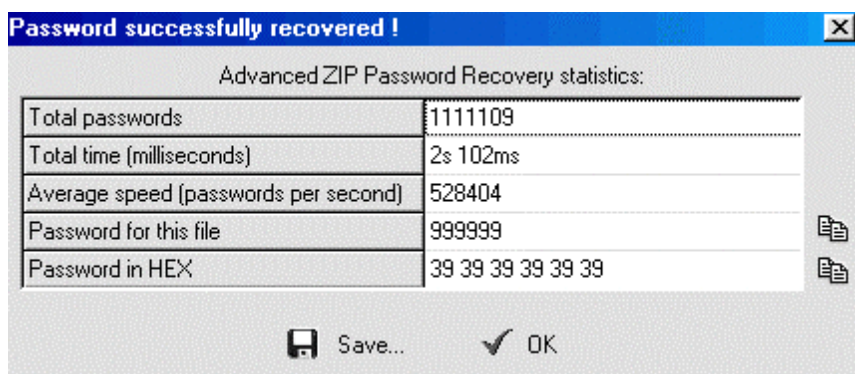 Password successfully recovered !
Advanced ZIP Password Recovery statistics:
Total passwords 1111109
Total time (milliseconds) 2s 102ms
Average speed (passwords per second) 528404
Password for this file 999999
Password in HEX 39 39 39 39 39 39
Save... OK